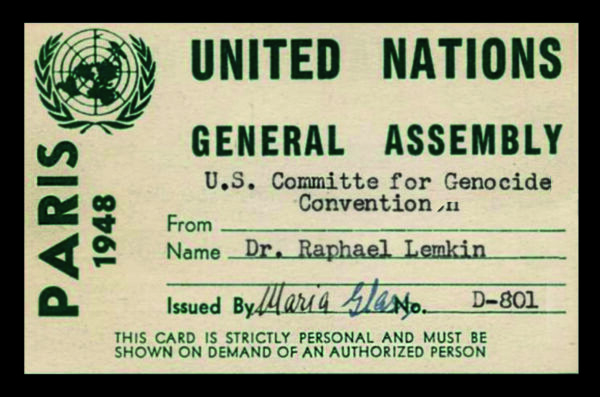 PARIS
1948
UNITED NATIONS
GENERAL ASSEMBLY
U.S. Committe for Genocide
Convention
From
Name Dr. Raphael Lemkin
Issued By Maria No. D-801
THIS CARD IS STRICTLY PERSONAL AND MUST BE
SHOWN ON DEMAND OF AN AUTHORIZED PERSON